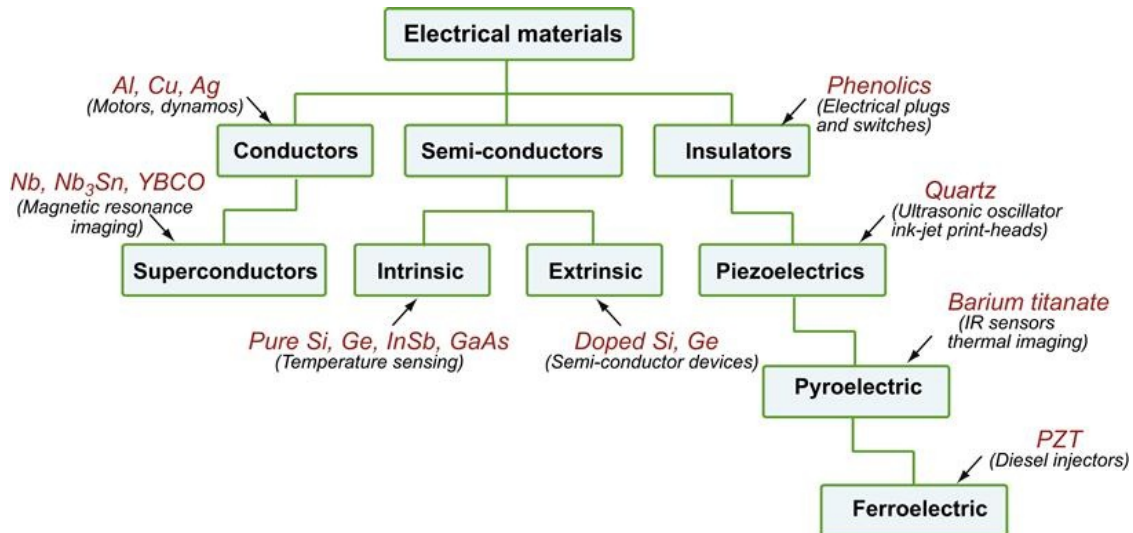 Electrical materials
Al, Cu, Ag
(Motors, dynamos)
Phenolics
(Electrical plugs
and switches)
Conductors
Semi-conductors
Insulators
Nb, Nb₃Sn, YBCO
(Magnetic resonance
imaging)
Quartz
(Ultrasonic oscillator
ink-jet print-heads)
Superconductors
Intrinsic
Extrinsic
Piezoelectrics
Pure Si, Ge, InSb, GaAs
(Temperature sensing)
Doped Si, Ge
(Semi-conductor devices)
Barium titanate
(IR sensors
thermal imaging)
Pyroelectric
PZT
(Diesel injectors)
Ferroelectric